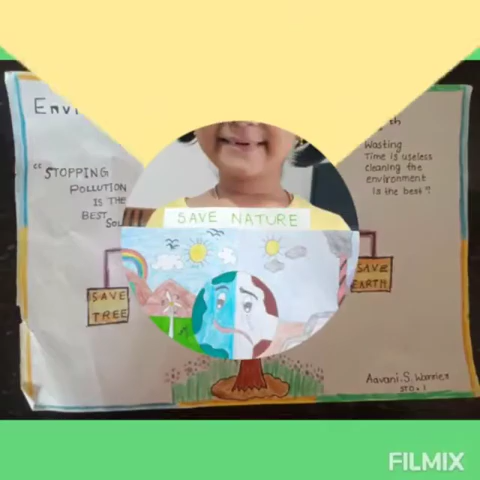 "STOPPING
POLLUTION
IS THE
BEST
Wasting
Time is useless
cleaning the
environment
is the best"
SAVE NATURE
SAVE
TREE
SAVE
EARTH
Aavani.S.Warrier
STD. 1
FILMIX